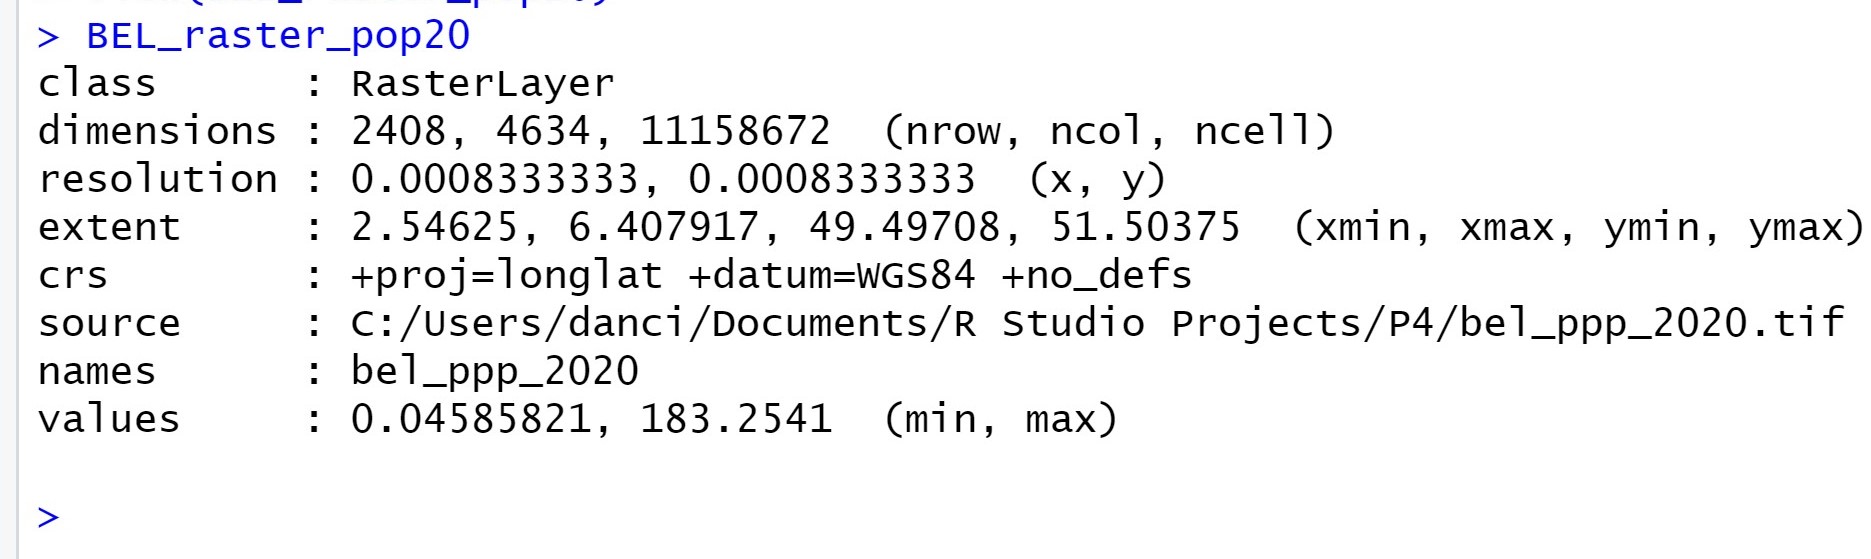 > BEL_raster_pop20
class      : RasterLayer
dimensions : 2408, 4634, 11158672  (nrow, ncol, ncell)
resolution : 0.0008333333, 0.0008333333  (x, y)
extent     : 2.54625, 6.407917, 49.49708, 51.50375  (xmin, xmax, ymin, ymax)
crs        : +proj=longlat +datum=WGS84 +no_defs
source     : C:/Users/danci/Documents/R Studio Projects/P4/bel_ppp_2020.tif
names      : bel_ppp_2020
values     : 0.04585821, 183.2541  (min, max)
>